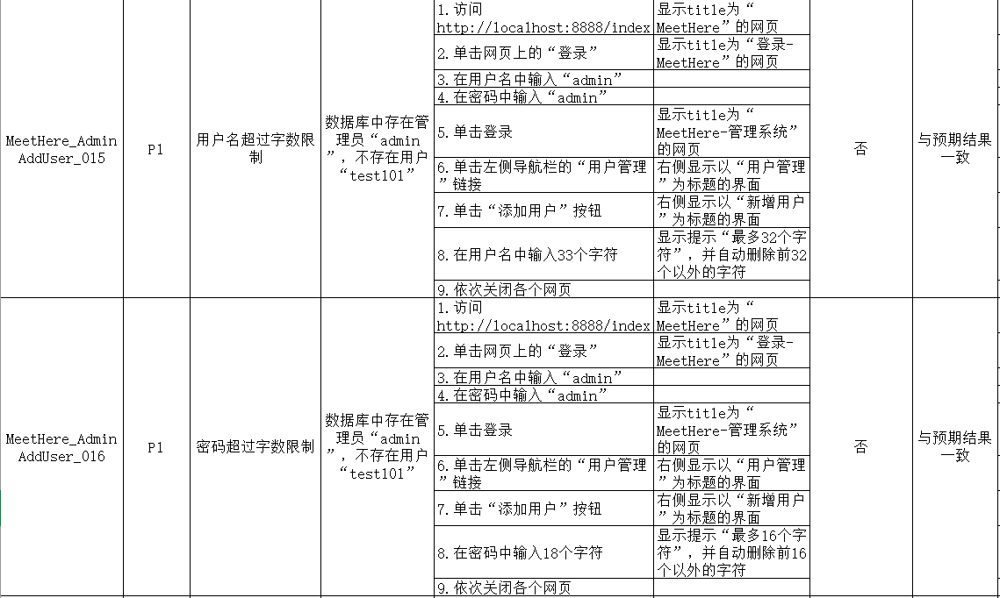 MeetHere_Admin
AddUser_015
P1
用户名超过字数限
制
数据库中存在管
理员“admin
”，不存在用户
“test101”
1.访问
http://localhost:8888/index
显示title为“
MeetHere”的网页
2.单击网页上的“登录”
显示title为“登录-
MeetHere”的网页
3.在用户名中输入“admin”
4.在密码中输入“admin”
5.单击登录
显示title为“
MeetHere-管理系统”
的网页
6.单击左侧导航栏的“用户管理
”链接
右侧显示以“用户管理
”为标题的界面
7.单击“添加用户”按钮
右侧显示以“新增用户
”为标题的界面
8.在用户名中输入33个字符
显示提示“最多32个字
符”，并自动删除前32
个以外的字符
9.依次关闭各个网页
否
与预期结果
一致
MeetHere_Admin
AddUser_016
P1
密码超过字数限制
数据库中存在管
理员“admin
”，不存在用户
“test101”
1.访问
http://localhost:8888/index
显示title为“
MeetHere”的网页
2.单击网页上的“登录”
显示title为“登录-
MeetHere”的网页
3.在用户名中输入“admin”
4.在密码中输入“admin”
5.单击登录
显示title为“
MeetHere-管理系统”
的网页
6.单击左侧导航栏的“用户管理
”链接
右侧显示以“用户管理
”为标题的界面
7.单击“添加用户”按钮
右侧显示以“新增用户
”为标题的界面
8.在密码中输入18个字符
显示提示“最多16个字
符”，并自动删除前16
个以外的字符
9.依次关闭各个网页
否
与预期结果
一致